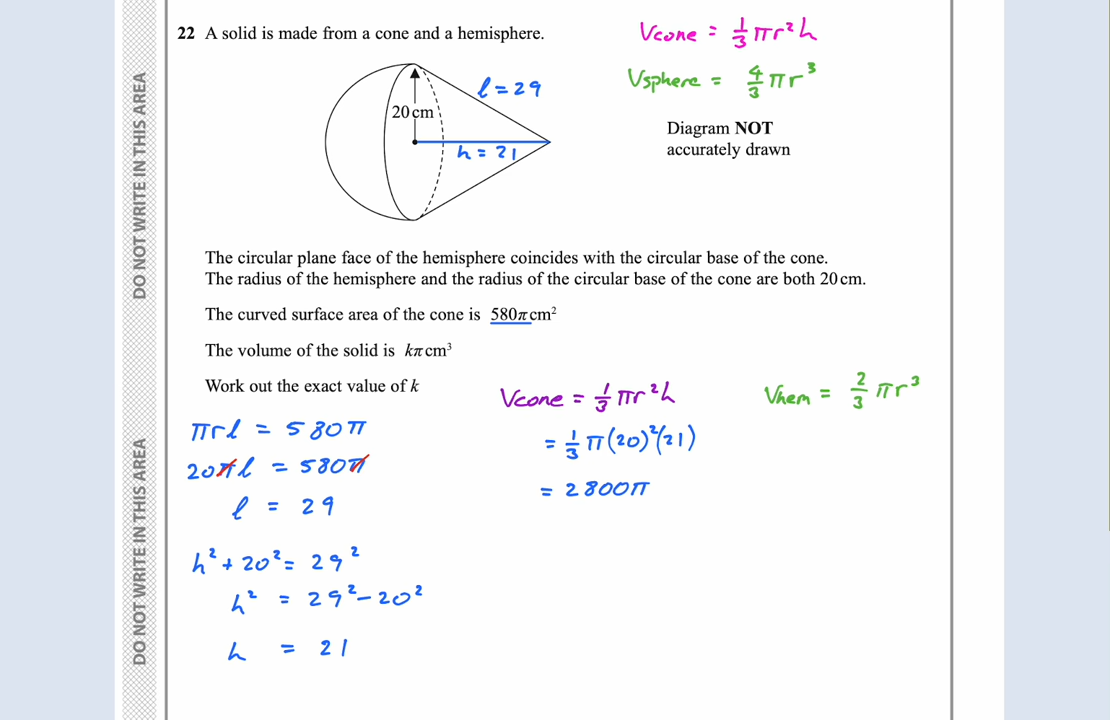 DO NOT WRITE IN THIS AREA
DO NOT WRITE IN THIS AREA
22 A solid is made from a cone and a hemisphere.
Vcone = 1/3 πr²h
Vsphere = 4/3 πr³
l = 29
20 cm
h = 21
Diagram NOT
accurately drawn
The circular plane face of the hemisphere coincides with the circular base of the cone.
The radius of the hemisphere and the radius of the circular base of the cone are both 20 cm.
The curved surface area of the cone is 580π cm²
The volume of the solid is kπ cm³
Work out the exact value of k
πrl = 580π
20πl = 580π
l = 29
h² + 20² = 29²
h² = 29² − 20²
h = 21
Vcone = 1/3 πr²h
= 1/3 π(20)²(21)
= 2800π
Vhem = 2/3 πr³